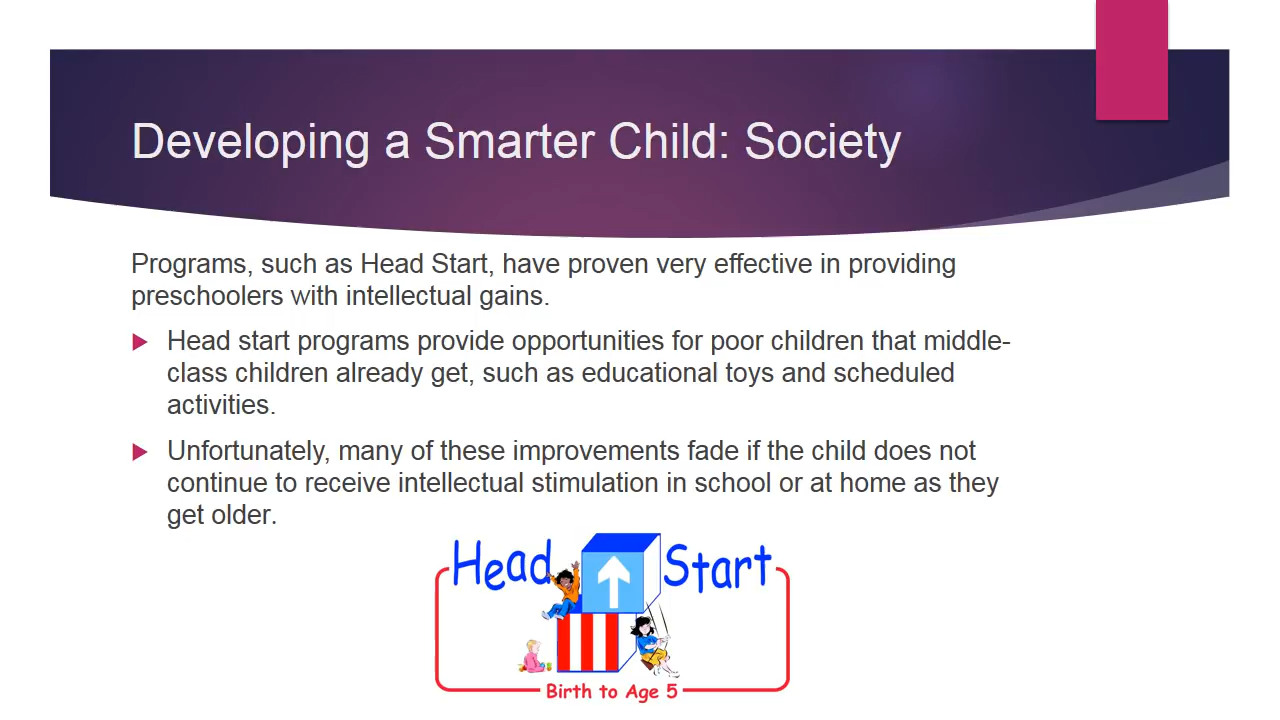 Developing a Smarter Child: Society
Programs, such as Head Start, have proven very effective in providing
preschoolers with intellectual gains.
Head start programs provide opportunities for poor children that middle-
class children already get, such as educational toys and scheduled
activities.
Unfortunately, many of these improvements fade if the child does not
continue to receive intellectual stimulation in school or at home as they
get older.
Head Start
Birth to Age 5